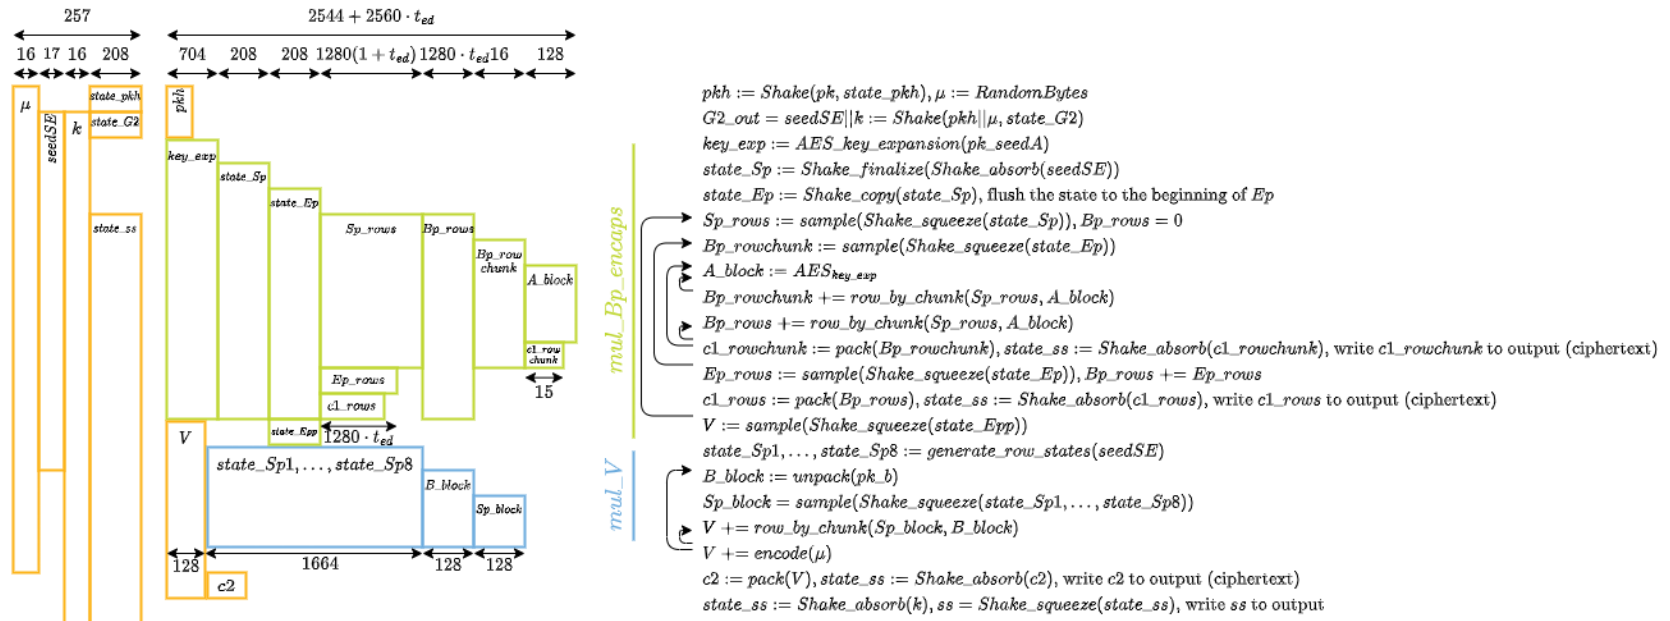 257
2544 + 2560 · t_ed
16 17 16 208
704 208 208 1280(1 + t_ed) 1280 · t_ed 16 128
μ
seedSE
k
state_pkh
state_G2
state_ss
pkh
key_exp
state_Sp
state_Ep
Sp_rows
Bp_rows
Bp_row
chunk
A_block
c1_row
chunk
15
Ep_rows
c1_rows
1280 · t_ed
state_Epp
V
state_Sp1, . . . , state_Sp8
B_block
Sp_block
128 1664 128 128
c2
mul_Bp_encaps
mul_V
pkh := Shake(pk, state_pkh), μ := RandomBytes
G2_out = seedSE||k := Shake(pkh||μ, state_G2)
key_exp := AES_key_expansion(pk_seedA)
state_Sp := Shake_finalize(Shake_absorb(seedSE))
state_Ep := Shake_copy(state_Sp), flush the state to the beginning of Ep
Sp_rows := sample(Shake_squeeze(state_Sp)), Bp_rows = 0
Bp_rowchunk := sample(Shake_squeeze(state_Ep))
A_block := AES_key_exp
Bp_rowchunk += row_by_chunk(Sp_rows, A_block)
Bp_rows += row_by_chunk(Sp_rows, A_block)
c1_rowchunk := pack(Bp_rowchunk), state_ss := Shake_absorb(c1_rowchunk), write c1_rowchunk to output (ciphertext)
Ep_rows := sample(Shake_squeeze(state_Ep)), Bp_rows += Ep_rows
c1_rows := pack(Bp_rows), state_ss := Shake_absorb(c1_rows), write c1_rows to output (ciphertext)
V := sample(Shake_squeeze(state_Epp))
state_Sp1, . . . , state_Sp8 := generate_row_states(seedSE)
B_block := unpack(pk_b)
Sp_block = sample(Shake_squeeze(state_Sp1, . . . , state_Sp8))
V += row_by_chunk(Sp_block, B_block)
V += encode(μ)
c2 := pack(V), state_ss := Shake_absorb(c2), write c2 to output (ciphertext)
state_ss := Shake_absorb(k), ss = Shake_squeeze(state_ss), write ss to output